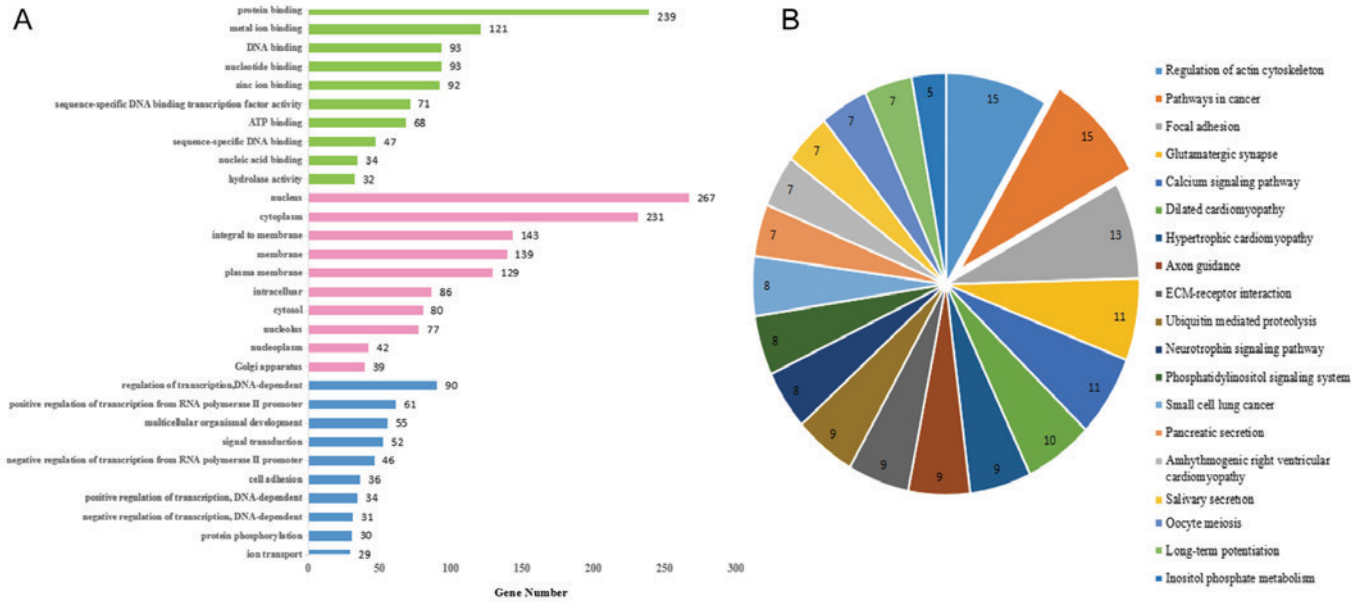 A
protein binding 239
metal ion binding 121
DNA binding 93
nucleotide binding 93
zinc ion binding 92
sequence-specific DNA binding transcription factor activity 71
ATP binding 68
sequence-specific DNA binding 47
nucleic acid binding 34
hydrolase activity 32
nucleus 267
cytoplasm 231
integral to membrane 143
membrane 139
plasma membrane 129
intracelluar 86
cytosol 80
nucleolus 77
nucleoplasm 42
Golgi apparatus 39
regulation of transcription,DNA-dependent 90
positive regulation of transcription from RNA polymerase II promoter 61
multicellular organismal development 55
signal transduction 52
negative regulation of transcription from RNA polymerase II promoter 46
cell adhesion 36
positive regulation of transcription, DNA-dependent 34
negative regulation of transcription, DNA-dependent 31
protein phosphorylation 30
ion transport 29
0 50 100 150 200 250 300
Gene Number
B
15
15
13
11
11
10
9
9
9
9
8
8
8
7
7
7
7
7
5
Regulation of actin cytoskeleton
Pathways in cancer
Focal adhesion
Glutamatergic synapse
Calcium signaling pathway
Dilated cardiomyopathy
Hypertrophic cardiomyopathy
Axon guidance
ECM-receptor interaction
Ubiquitin mediated proteolysis
Neurotrophin signaling pathway
Phosphatidylinositol signaling system
Small cell lung cancer
Pancreatic secretion
Arrhythmogenic right ventricular
cardiomyopathy
Salivary secretion
Oocyte meiosis
Long-term potentiation
Inositol phosphate metabolism